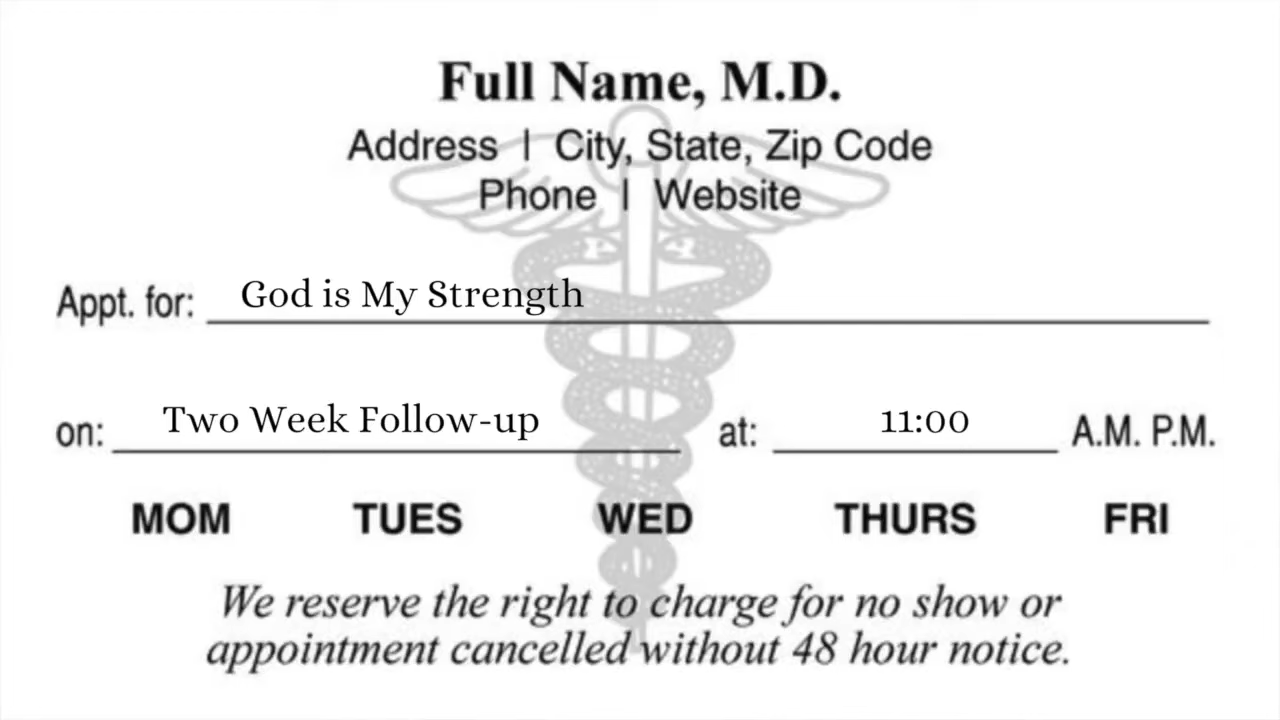 Full Name, M.D.
Address | City, State, Zip Code
Phone | Website
Appt. for: God is My Strength
on: Two Week Follow-up at: 11:00 A.M. P.M.
MOM TUES WED THURS FRI
We reserve the right to charge for no show or
appointment cancelled without 48 hour notice.